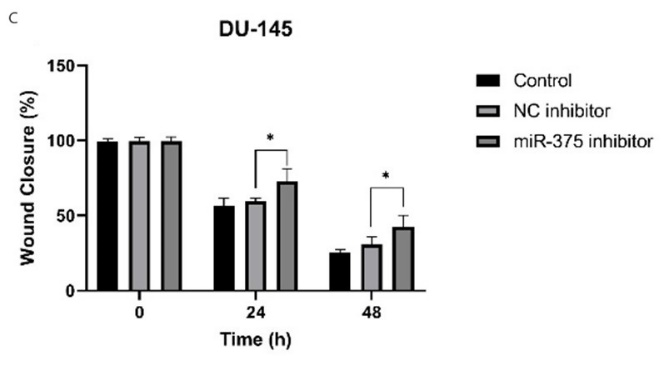 C
DU-145
150
100
50
0
Wound Closure (%)
*
*
0 24 48
Time (h)
Control
NC inhibitor
miR-375 inhibitor